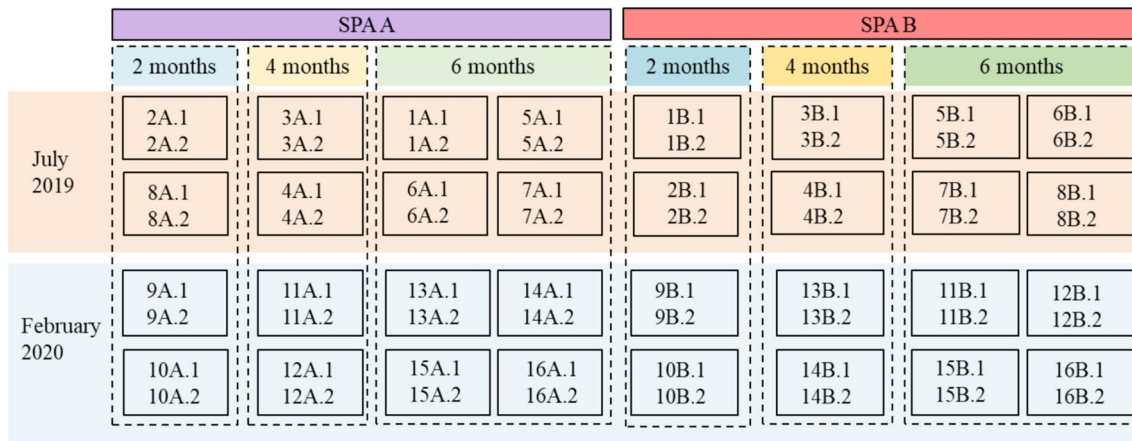 SPA A
SPA B
2 months
4 months
6 months
2 months
4 months
6 months
July
2019
2A.1
2A.2
3A.1
3A.2
1A.1
1A.2
5A.1
5A.2
1B.1
1B.2
3B.1
3B.2
5B.1
5B.2
6B.1
6B.2
8A.1
8A.2
4A.1
4A.2
6A.1
6A.2
7A.1
7A.2
2B.1
2B.2
4B.1
4B.2
7B.1
7B.2
8B.1
8B.2
February
2020
9A.1
9A.2
11A.1
11A.2
13A.1
13A.2
14A.1
14A.2
9B.1
9B.2
13B.1
13B.2
11B.1
11B.2
12B.1
12B.2
10A.1
10A.2
12A.1
12A.2
15A.1
15A.2
16A.1
16A.2
10B.1
10B.2
14B.1
14B.2
15B.1
15B.2
16B.1
16B.2